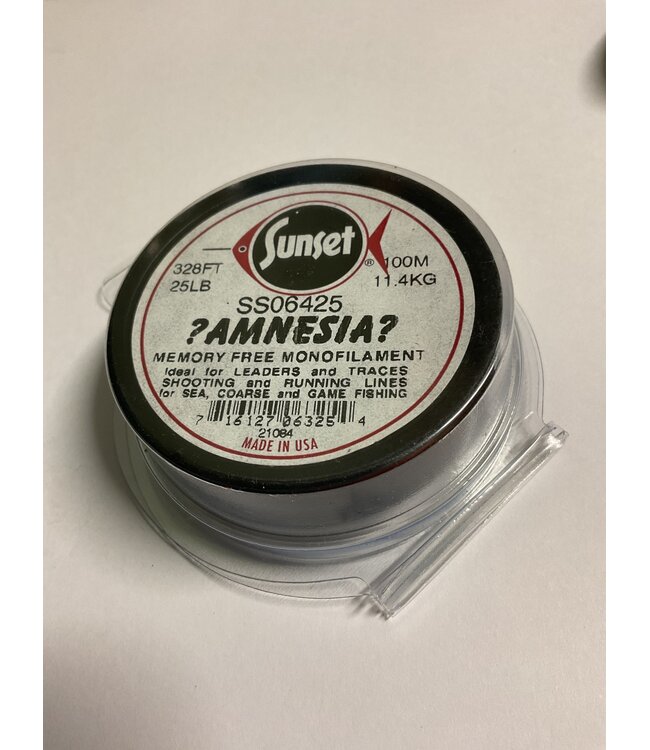 Sunset
®
328FT 100M
25LB 11.4KG
SS06425
?AMNESIA?
MEMORY FREE MONOFILAMENT
Ideal for LEADERS and TRACES
SHOOTING and RUNNING LINES
for SEA, COARSE and GAME FISHING
7 16127 06325 4
21084
MADE IN USA